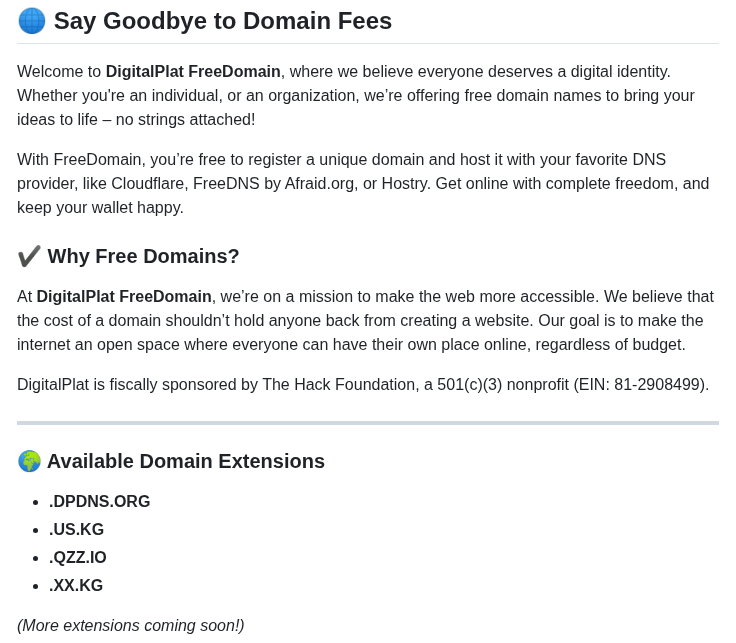 Say Goodbye to Domain Fees
Welcome to DigitalPlat FreeDomain, where we believe everyone deserves a digital identity.
Whether you're an individual, or an organization, we’re offering free domain names to bring your
ideas to life – no strings attached!
With FreeDomain, you’re free to register a unique domain and host it with your favorite DNS
provider, like Cloudflare, FreeDNS by Afraid.org, or Hostry. Get online with complete freedom, and
keep your wallet happy.
Why Free Domains?
At DigitalPlat FreeDomain, we’re on a mission to make the web more accessible. We believe that
the cost of a domain shouldn’t hold anyone back from creating a website. Our goal is to make the
internet an open space where everyone can have their own place online, regardless of budget.
DigitalPlat is fiscally sponsored by The Hack Foundation, a 501(c)(3) nonprofit (EIN: 81-2908499).
Available Domain Extensions
• .DPDNS.ORG
• .US.KG
• .QZZ.IO
• .XX.KG
(More extensions coming soon!)